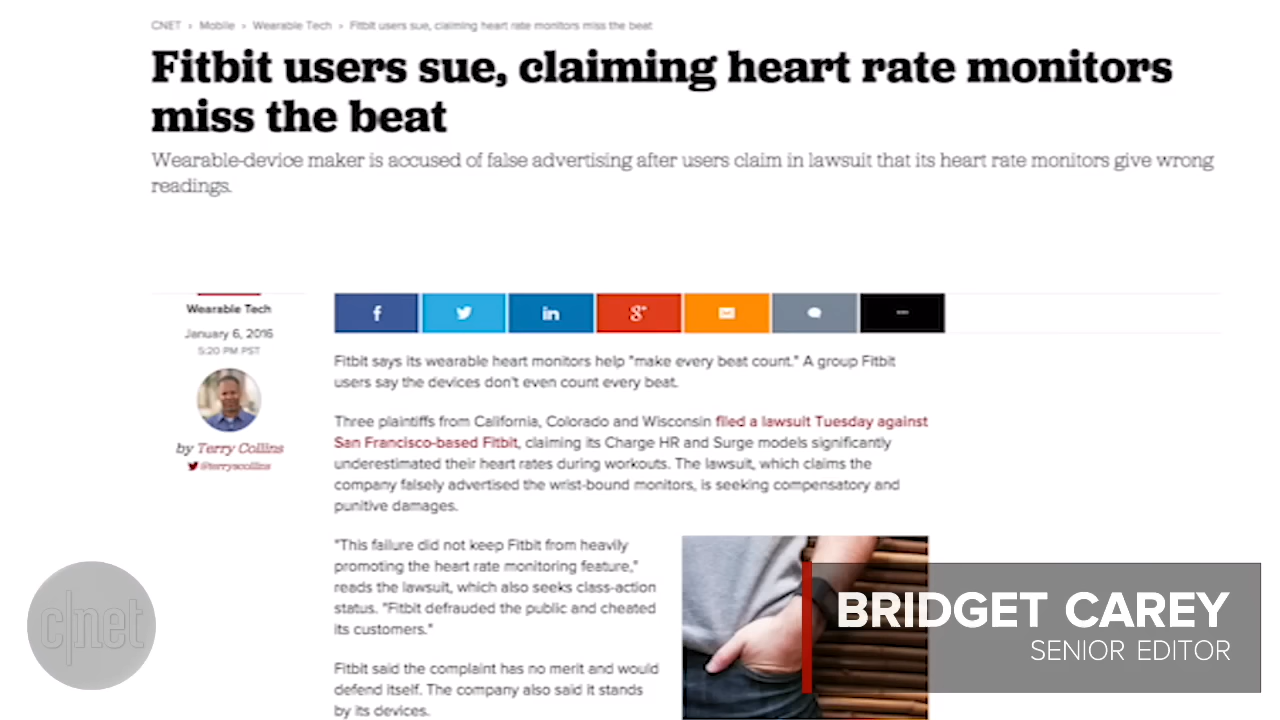 CNET › Mobile › Wearable Tech › Fitbit users sue, claiming heart rate monitors miss the beat
Fitbit users sue, claiming heart rate monitors
miss the beat
Wearable-device maker is accused of false advertising after users claim in lawsuit that its heart rate monitors give wrong
readings.
Wearable Tech
January 6, 2016
5:20 PM PST
by Terry Collins
@terryscollins
f
in
g+
Fitbit says its wearable heart monitors help "make every beat count." A group Fitbit
users say the devices don't even count every beat.
Three plaintiffs from California, Colorado and Wisconsin filed a lawsuit Tuesday against
San Francisco-based Fitbit, claiming its Charge HR and Surge models significantly
underestimated their heart rates during workouts. The lawsuit, which claims the
company falsely advertised the wrist-bound monitors, is seeking compensatory and
punitive damages.
"This failure did not keep Fitbit from heavily
promoting the heart rate monitoring feature,"
reads the lawsuit, which also seeks class-action
status. "Fitbit defrauded the public and cheated
its customers."
Fitbit said the complaint has no merit and would
defend itself. The company also said it stands
by its devices.
c|net
BRIDGET CAREY
SENIOR EDITOR